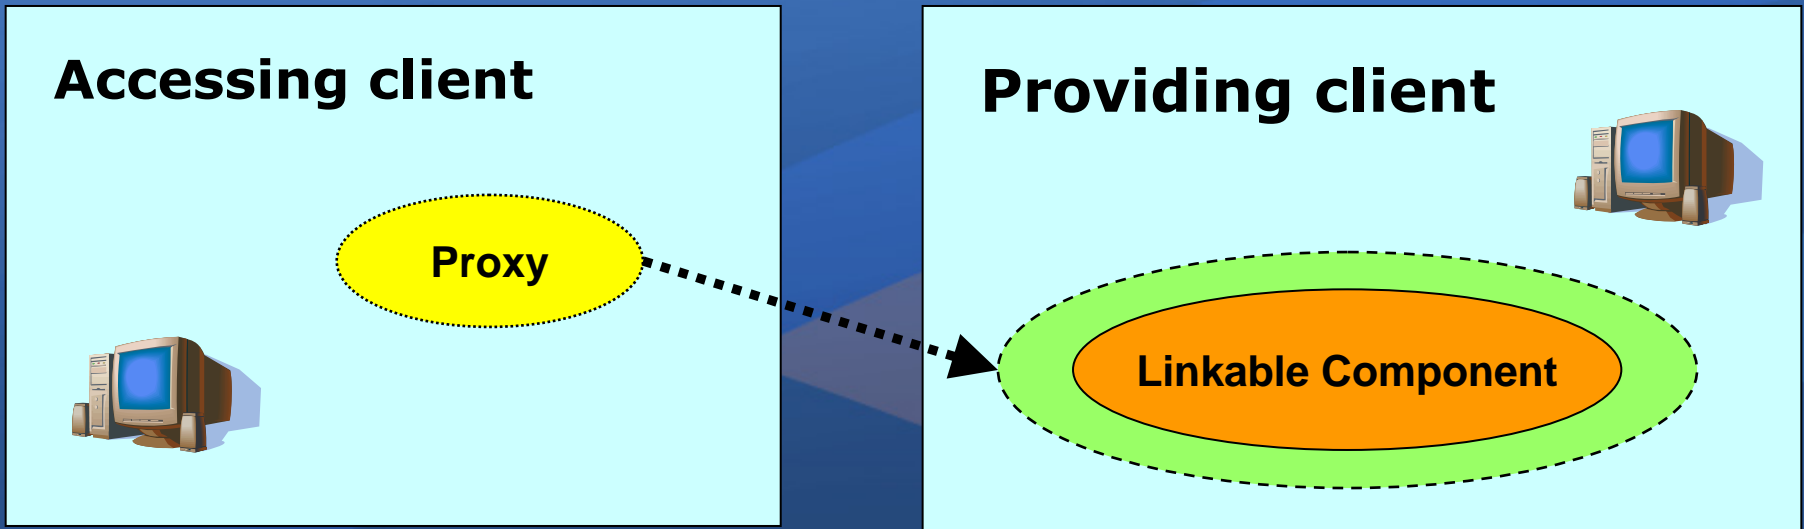 Accessing client
Providing client
Proxy
Linkable Component